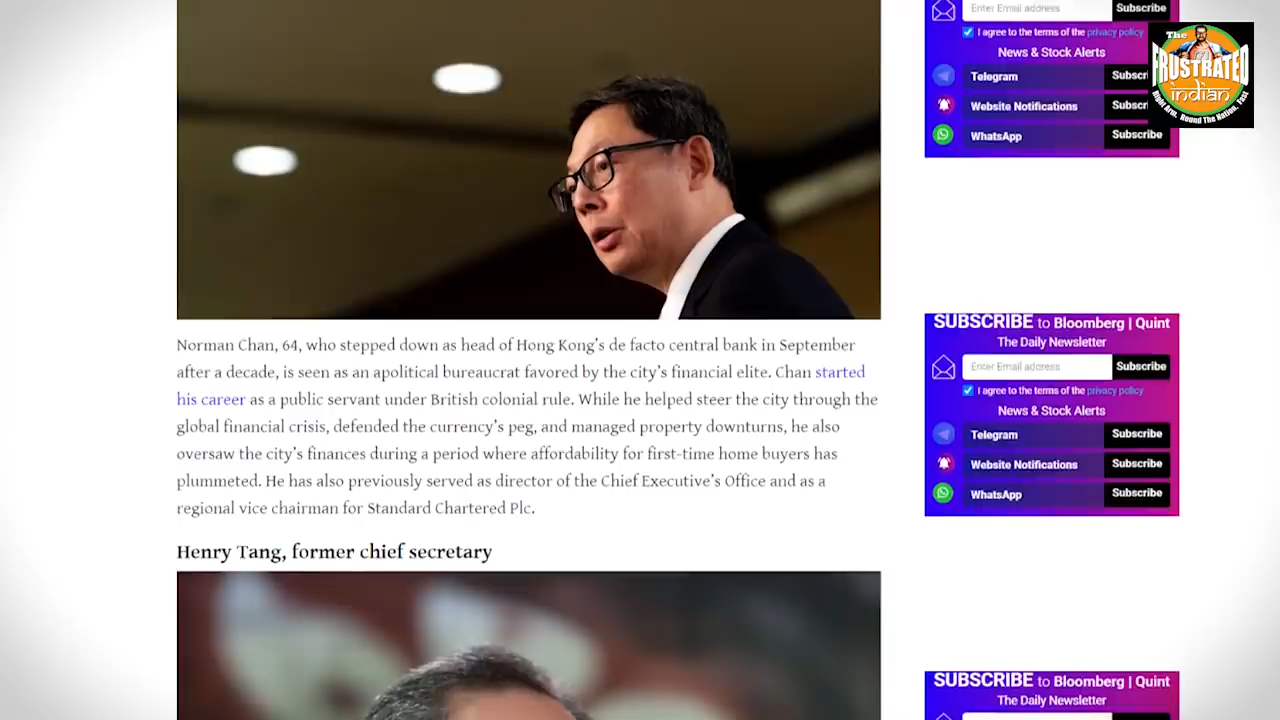 Enter Email address Subscribe
I agree to the terms of the privacy policy
News & Stock Alerts
Telegram
Website Notifications
WhatsApp Subscribe
The
FRUSTRATED
indian
Right Arm, Round The Nation, Fast
Norman Chan, 64, who stepped down as head of Hong Kong's de facto central bank in September
after a decade, is seen as an apolitical bureaucrat favored by the city's financial elite. Chan started
his career as a public servant under British colonial rule. While he helped steer the city through the
global financial crisis, defended the currency's peg, and managed property downturns, he also
oversaw the city's finances during a period where affordability for first-time home buyers has
plummeted. He has also previously served as director of the Chief Executive's Office and as a
regional vice chairman for Standard Chartered Plc.
Henry Tang, former chief secretary
SUBSCRIBE to Bloomberg | Quint
The Daily Newsletter
Enter Email address Subscribe
I agree to the terms of the privacy policy
News & Stock Alerts
Telegram Subscribe
Website Notifications Subscribe
WhatsApp Subscribe
SUBSCRIBE to Bloomberg | Quint
The Daily Newsletter